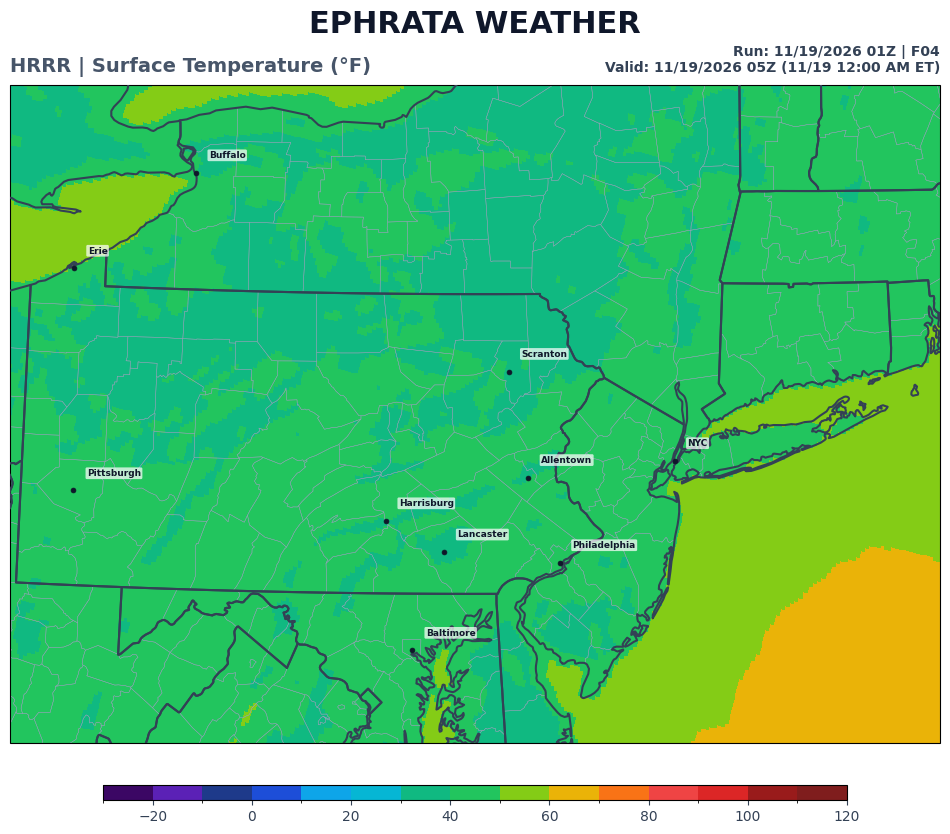 EPHRATA WEATHER
HRRR | Surface Temperature (°F)
Run: 11/19/2026 01Z | F04
Valid: 11/19/2026 05Z (11/19 12:00 AM ET)
Buffalo
Erie
Scranton
NYC
Allentown
Pittsburgh
Harrisburg
Lancaster
Philadelphia
Baltimore
−20 0 20 40 60 80 100 120